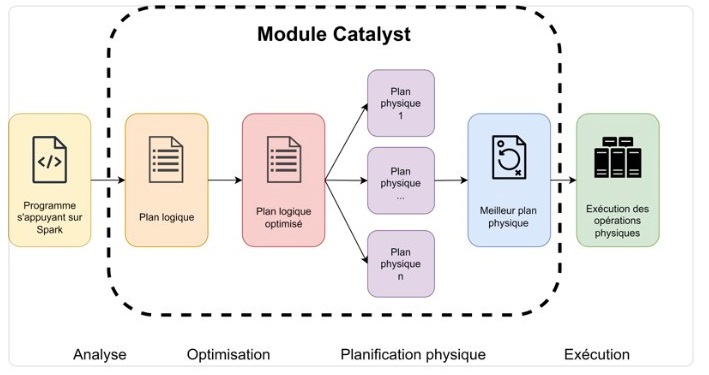 Module Catalyst
Programme
s'appuyant sur
Spark
Plan logique
Plan logique
optimisé
Plan
physique
1
Plan
physique
...
Plan
physique
n
Meilleur plan
physique
Exécution des
opérations
physiques
Analyse
Optimisation
Planification physique
Exécution